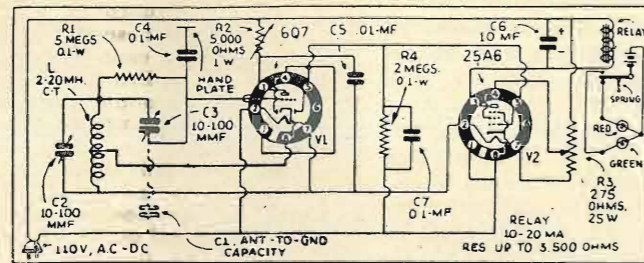 R1
5 MEGS.
0.1-W
C4
0.1-MF
R2
5,000
OHMS
1 W
6Q7
C5 .01-MF
C6
10 MF
+
-
RELAY
L
2-20MH.
C-T
HAND
PLATE
25A6
R4
2 MEGS.
0.1-W
SPRING
C3
10-100
MMF
V1
V2
RED
GREEN
C2
10-100
MMF
C7
0.1-MF
R3
275
OHMS,
25W
110V., A.C.-D.C
C1. ANT-TO-GND
CAPACITY
RELAY
10-20 MA
RES UP TO 3,500 OHMS